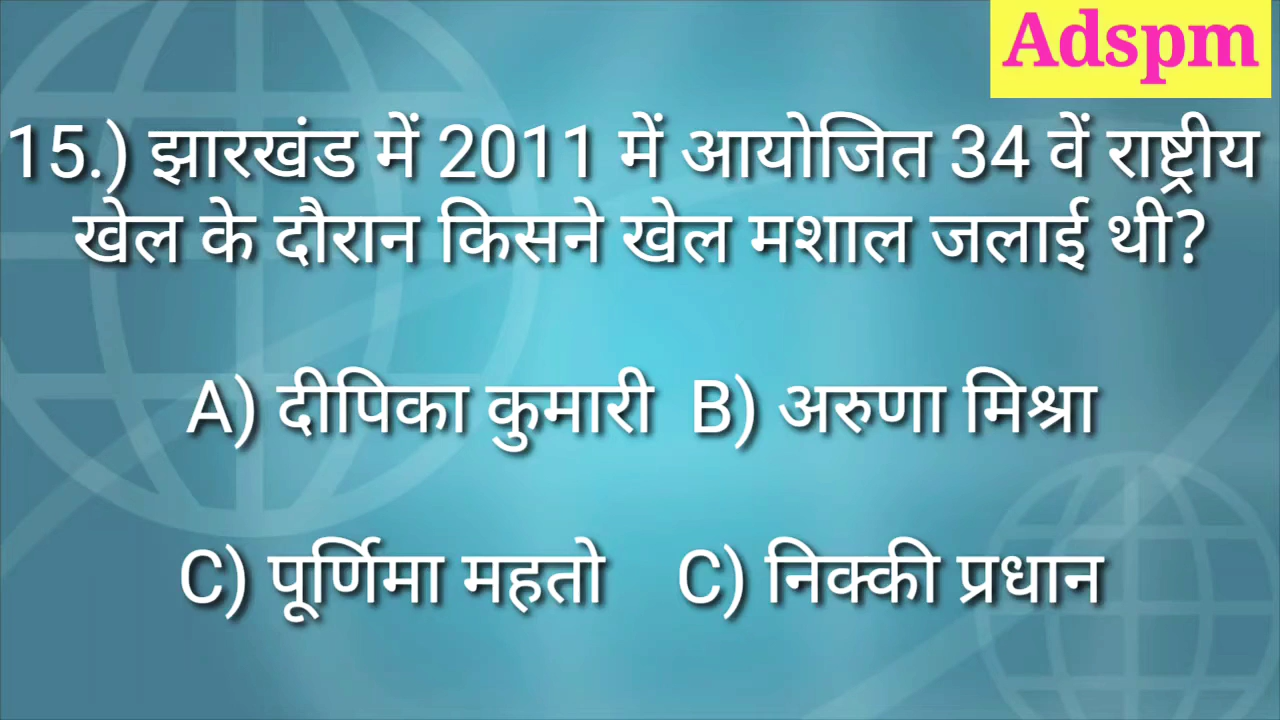 Adspm
15.) झारखंड में 2011 में आयोजित 34 वें राष्ट्रीय
खेल के दौरान किसने खेल मशाल जलाई थी?
A) दीपिका कुमारी B) अरुणा मिश्रा
C) पूर्णिमा महतो C) निक्की प्रधान